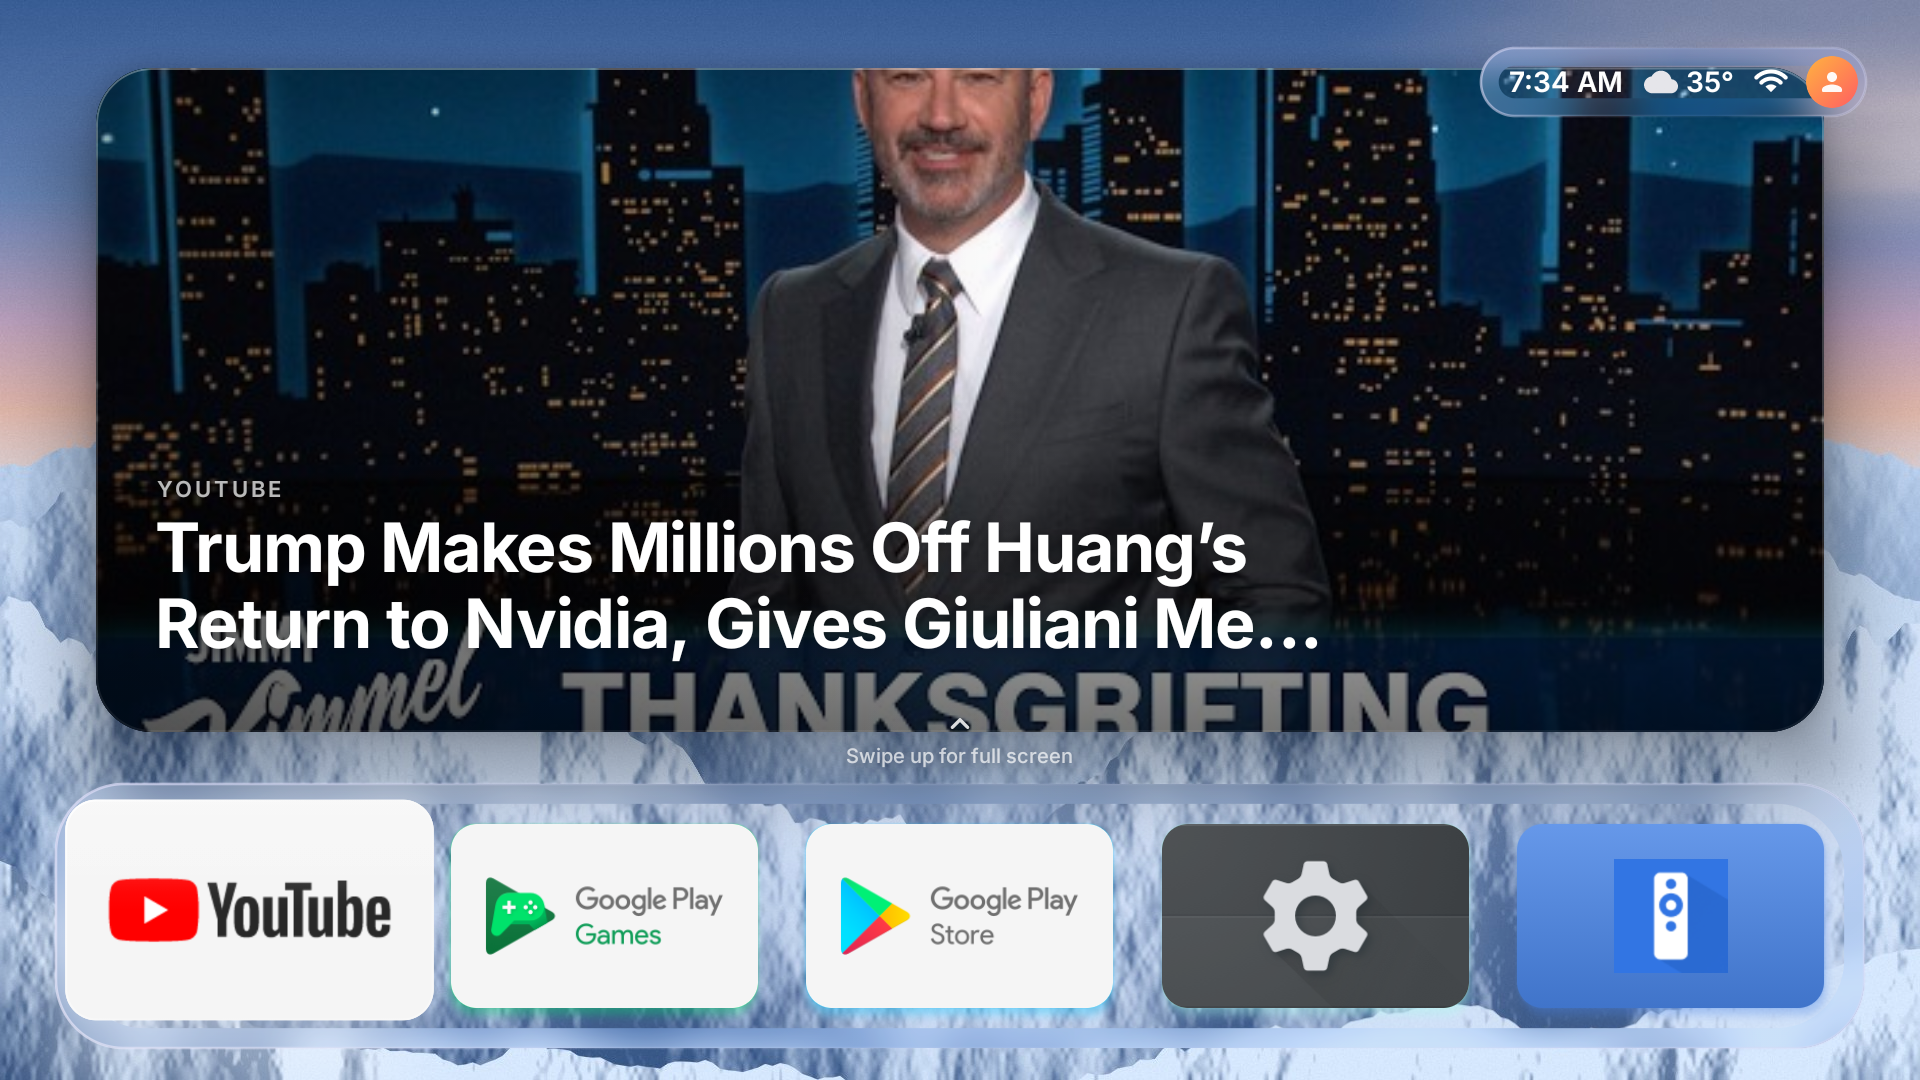 7:34 AM 35°
YOUTUBE
Trump Makes Millions Off Huang’s
Return to Nvidia, Gives Giuliani Me…
JIMMY
Kimmel
THANKSGRIFTING
Swipe up for full screen
YouTube
Google Play
Games
Google Play
Store